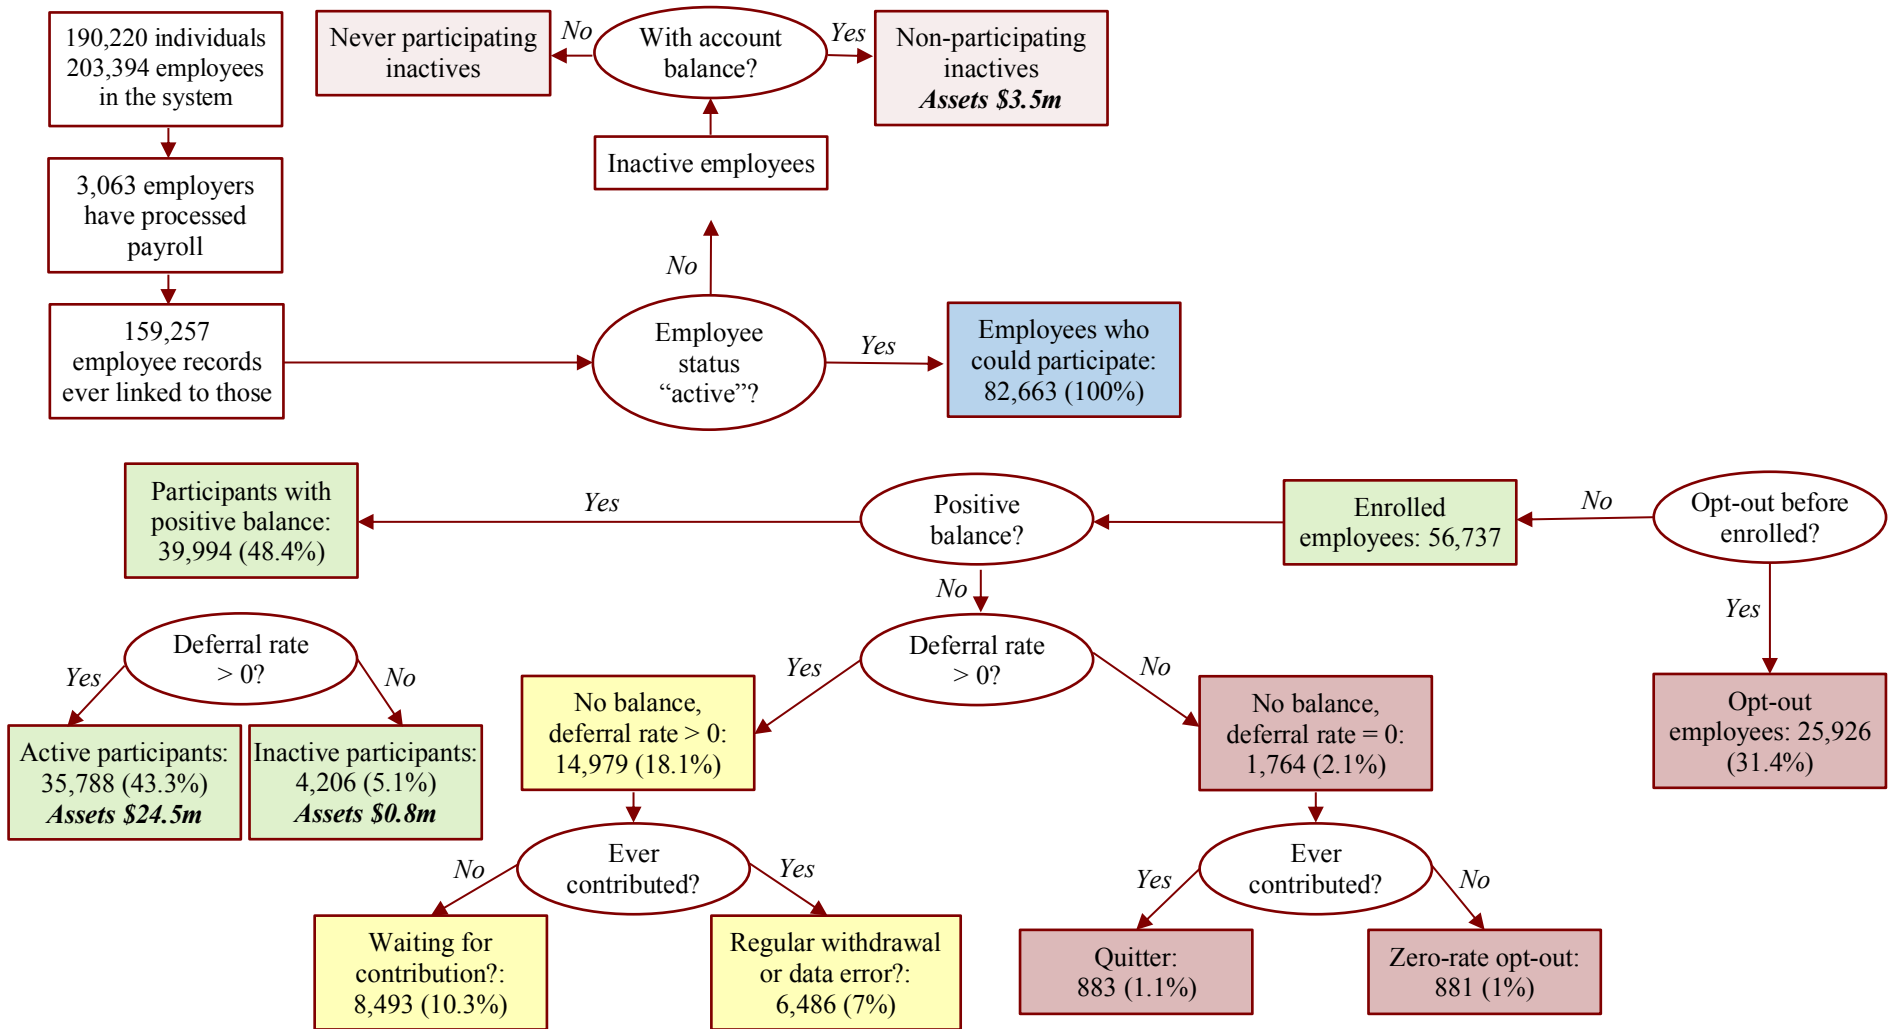 190,220 individuals
203,394 employees
in the system
Never participating
inactives
No
With account
balance?
Yes
Non-participating
inactives
Assets $3.5m
3,063 employers
have processed
payroll
Inactive employees
No
159,257
employee records
ever linked to those
Employee
status
“active”?
Yes
Employees who
could participate:
82,663 (100%)
Participants with
positive balance:
39,994 (48.4%)
Yes
Positive
balance?
Enrolled
employees: 56,737
No
Opt-out before
enrolled?
No
Yes
Deferral rate
> 0?
Yes
No
Deferral rate
> 0?
Yes
No
Active participants:
35,788 (43.3%)
Assets $24.5m
Inactive participants:
4,206 (5.1%)
Assets $0.8m
No balance,
deferral rate > 0:
14,979 (18.1%)
No balance,
deferral rate = 0:
1,764 (2.1%)
Opt-out
employees: 25,926
(31.4%)
No
Ever
contributed?
Yes
Yes
Ever
contributed?
No
Waiting for
contribution?:
8,493 (10.3%)
Regular withdrawal
or data error?:
6,486 (7%)
Quitter:
883 (1.1%)
Zero-rate opt-out:
881 (1%)